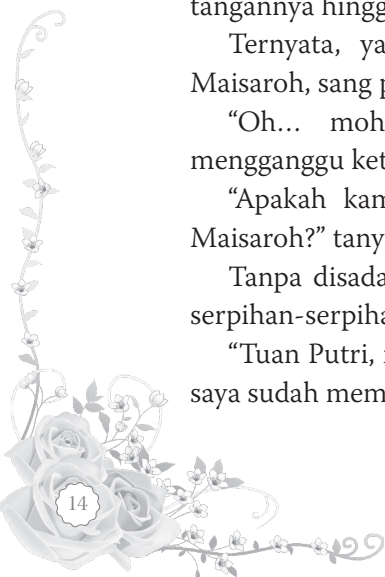 tangannya hingg
Ternyata, ya
Maisaroh, sang p
“Oh... moh
mengganggu ket
“Apakah kam
Maisaroh?” tany
Tanpa disada
serpihan-serpiha
“Tuan Putri,
saya sudah mem
14